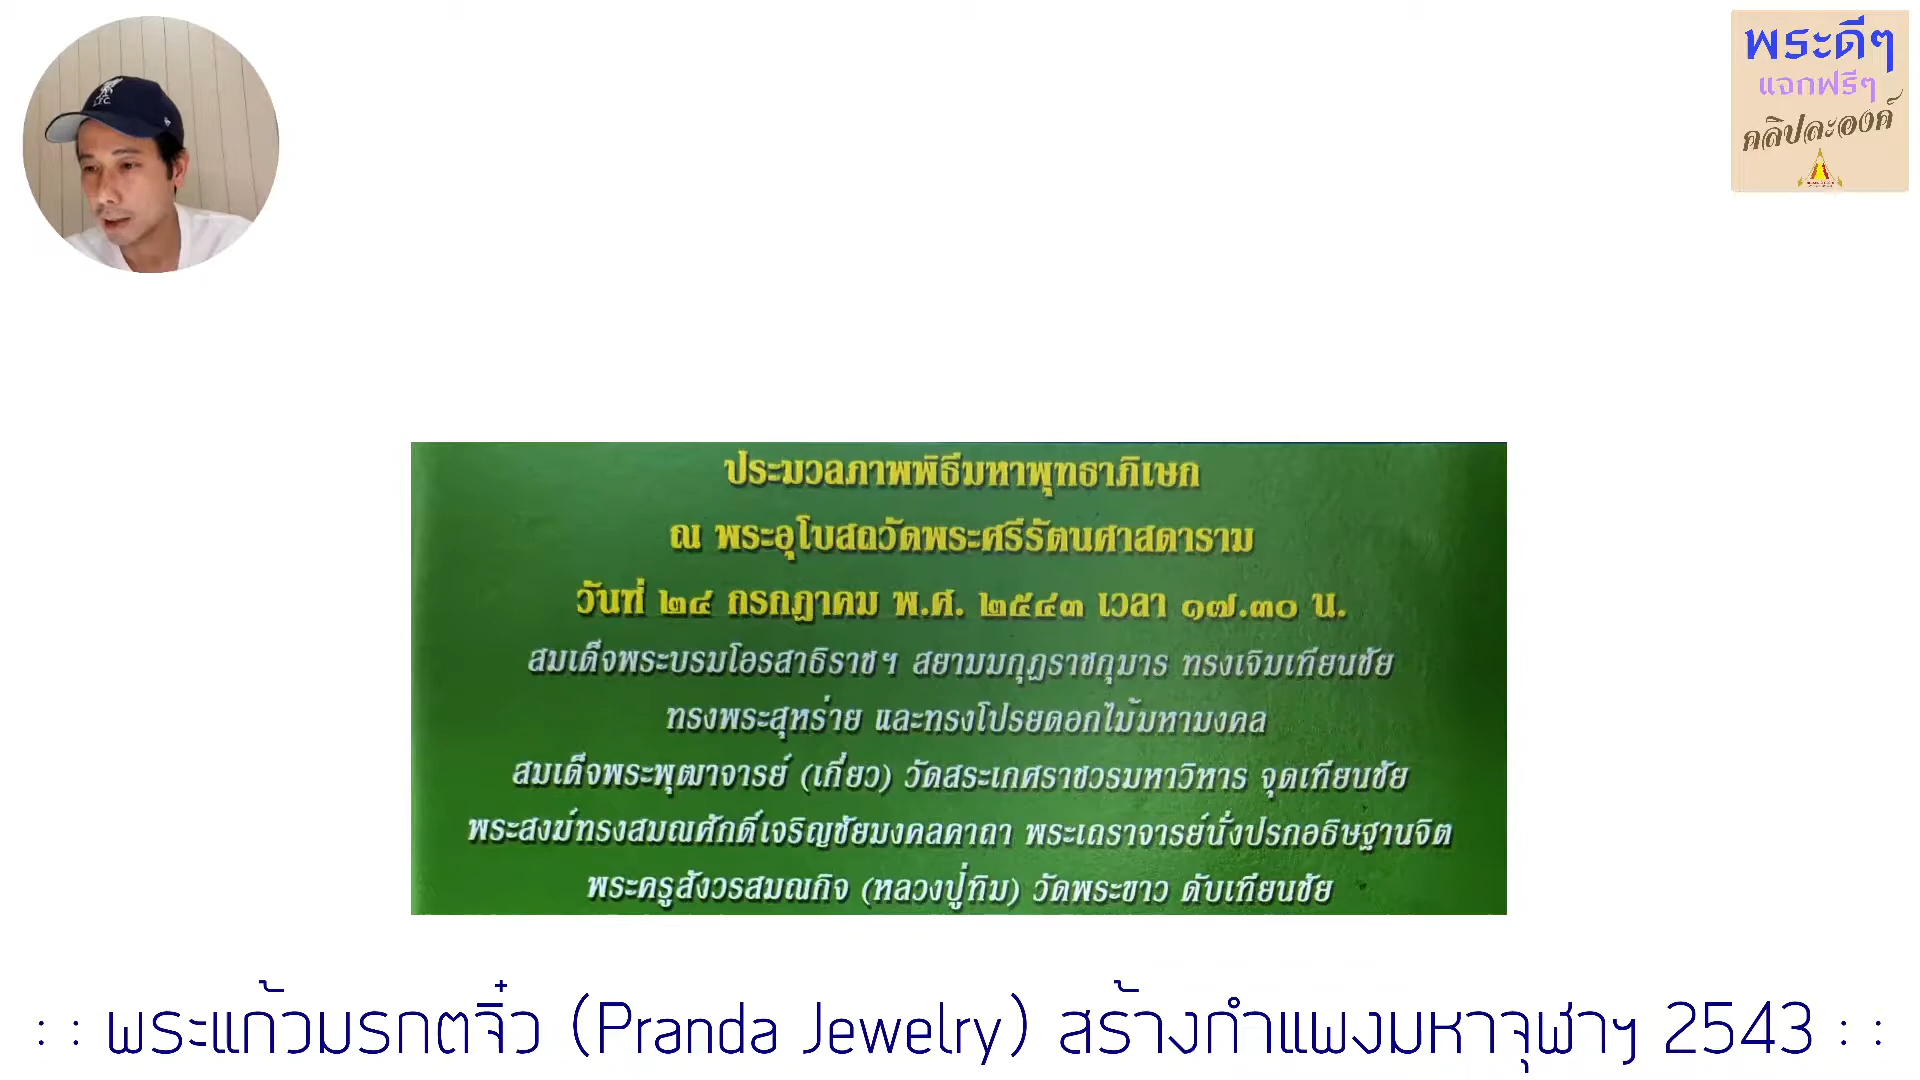 พระดีๆ
แจกฟรีๆ
คลิปละองค์
ประมวลภาพพิธีมหาพุทธาภิเษก
ณ พระอุโบสถวัดพระศรีรัตนศาสดาราม
วันที่ ๒๔ กรกฎาคม พ.ศ. ๒๕๔๓ เวลา ๑๗.๓๐ น.
สมเด็จพระบรมโอรสาธิราชฯ สยามมกุฎราชกุมาร ทรงเจิมเทียนชัย
ทรงพระสุหร่าย และทรงโปรยดอกไม้มหามงคล
สมเด็จพระพุฒาจารย์ (เกี่ยว) วัดสระเกศราชวรมหาวิหาร จุดเทียนชัย
พระสงฆ์ทรงสมณศักดิ์เจริญชัยมงคลคาถา พระเถราจารย์นั่งปรกอธิษฐานจิต
พระครูสังวรสมณกิจ (หลวงปู่ทิม) วัดพระขาว ดับเทียนชัย
: : พระแก้วมรกตจิ๋ว (Pranda Jewelry) สร้างกำแพงมหาจุฬาฯ 2543 : :